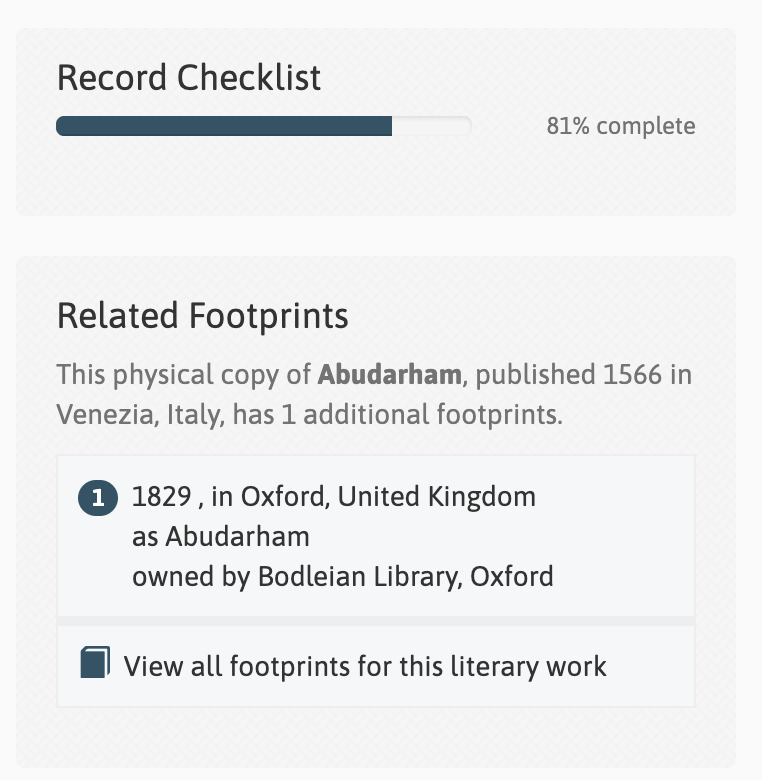 Record Checklist
81% complete
Related Footprints
This physical copy of Abudarham, published 1566 in
Venezia, Italy, has 1 additional footprints.
1 1829 , in Oxford, United Kingdom
as Abudarham
owned by Bodleian Library, Oxford
View all footprints for this literary work